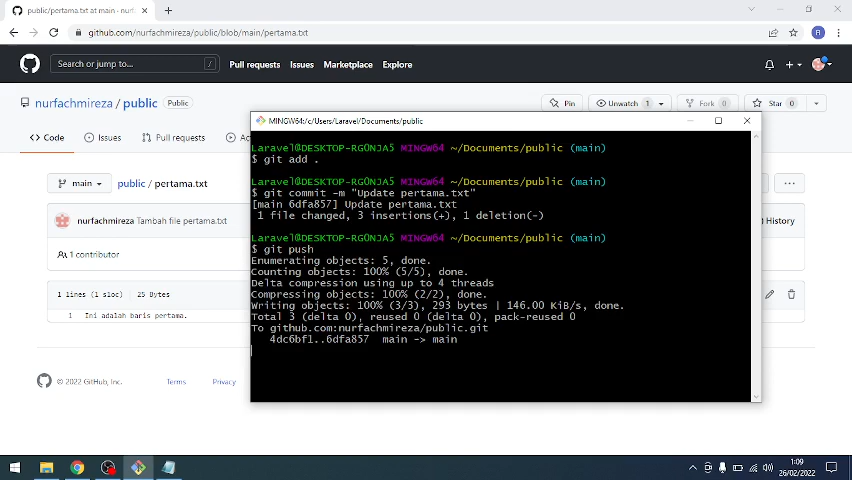 public/pertama.txt at main · nurf
github.com/nurfachmireza/public/blob/main/pertama.txt
R
Search or jump to...
/
Pull requests
Issues
Marketplace
Explore
nurfachmireza / public
Public
Pin
Unwatch
1
Fork
0
Star
0
Code
Issues
Pull requests
main
public / pertama.txt
nurfachmireza Tambah file pertama.txt
History
1 contributor
1 lines (1 sloc)
25 Bytes
1 Ini adalah baris pertama.
© 2022 GitHub, Inc.
Terms
Privacy
MINGW64:/c/Users/Laravel/Documents/public
Laravel@DESKTOP-RG0NJA5 MINGW64 ~/Documents/public (main)
$ git add .
Laravel@DESKTOP-RG0NJA5 MINGW64 ~/Documents/public (main)
$ git commit -m "Update pertama.txt"
[main 6dfa857] Update pertama.txt
1 file changed, 3 insertions(+), 1 deletion(-)
Laravel@DESKTOP-RG0NJA5 MINGW64 ~/Documents/public (main)
$ git push
Enumerating objects: 5, done.
Counting objects: 100% (5/5), done.
Delta compression using up to 4 threads
Compressing objects: 100% (2/2), done.
Writing objects: 100% (3/3), 293 bytes | 146.00 KiB/s, done.
Total 3 (delta 0), reused 0 (delta 0), pack-reused 0
To github.com:nurfachmireza/public.git
4dc6bf1..6dfa857 main -> main
1:09
26/02/2022